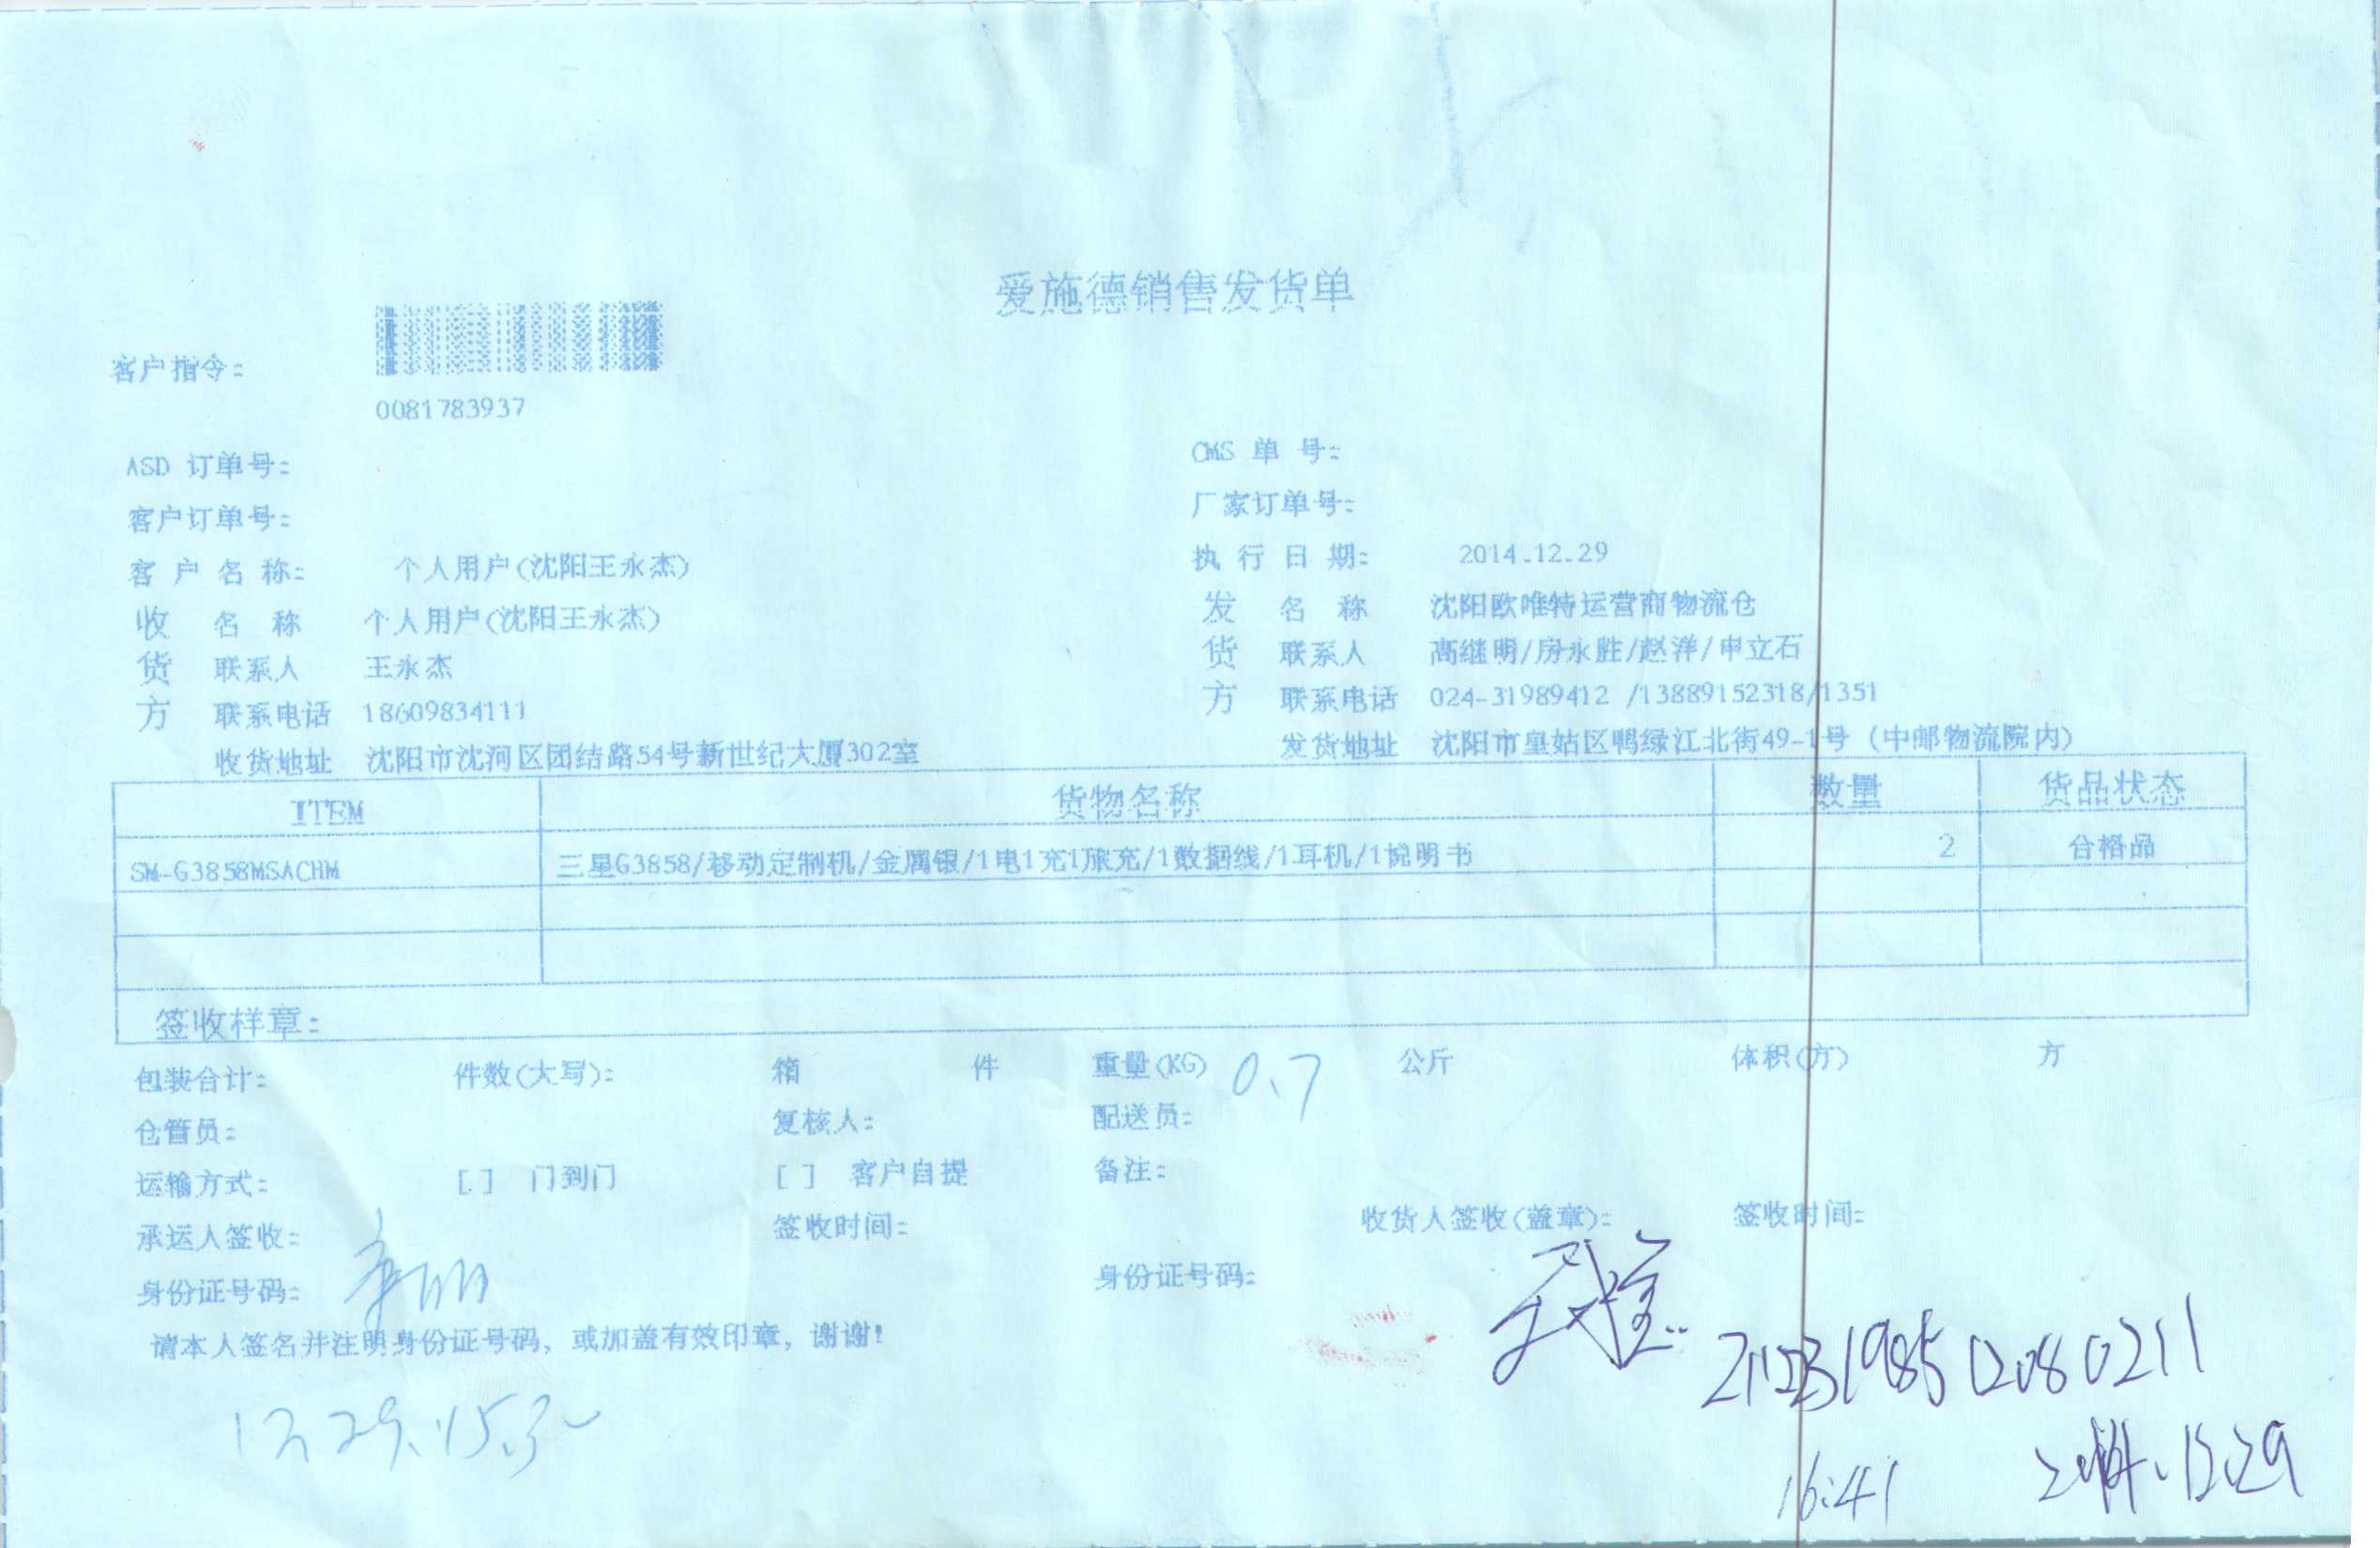 爱施德销售发货单
客户指令:
0081783937
ASD 订单号: CMS 单 号:
客户订单号: 厂家订单号:
客 户 名 称: 个人用户(沈阳王永杰) 执 行 日 期: 2014.12.29
收 名 称 个人用户(沈阳王永杰) 发 名 称 沈阳欧唯特运营商物流仓
货 联系人 王永杰 货 联系人 高继明/房永胜/赵洋/申立石
方 联系电话 18609834111 方 联系电话 024-31989412 /13889152318/1351
收货地址 沈阳市沈河区团结路54号新世纪大厦302室 发货地址 沈阳市皇姑区鸭绿江北街49-1号 (中邮物流院内)
ITEM 货物名称 数量 货品状态
SM-G3858MSACHM 三星G3858/移动定制机/金属银/1电1充1旅充/1数据线/1耳机/1说明书 2 合格品
签收样章:
包装合计: 件数(大写): 箱 件 重量(KG) 0.7 公斤 体积(方) 方
仓管员: 复核人: 配送员:
运输方式: [ ] 门到门 [ ] 客户自提 备注:
承运人签收: 签收时间: 收货人签收(盖章): 签收时间:
身份证号码: 身份证号码:
请本人签名并注明身份证号码, 或加盖有效印章, 谢谢!
12.29.15.30
16:41 2014.12.29